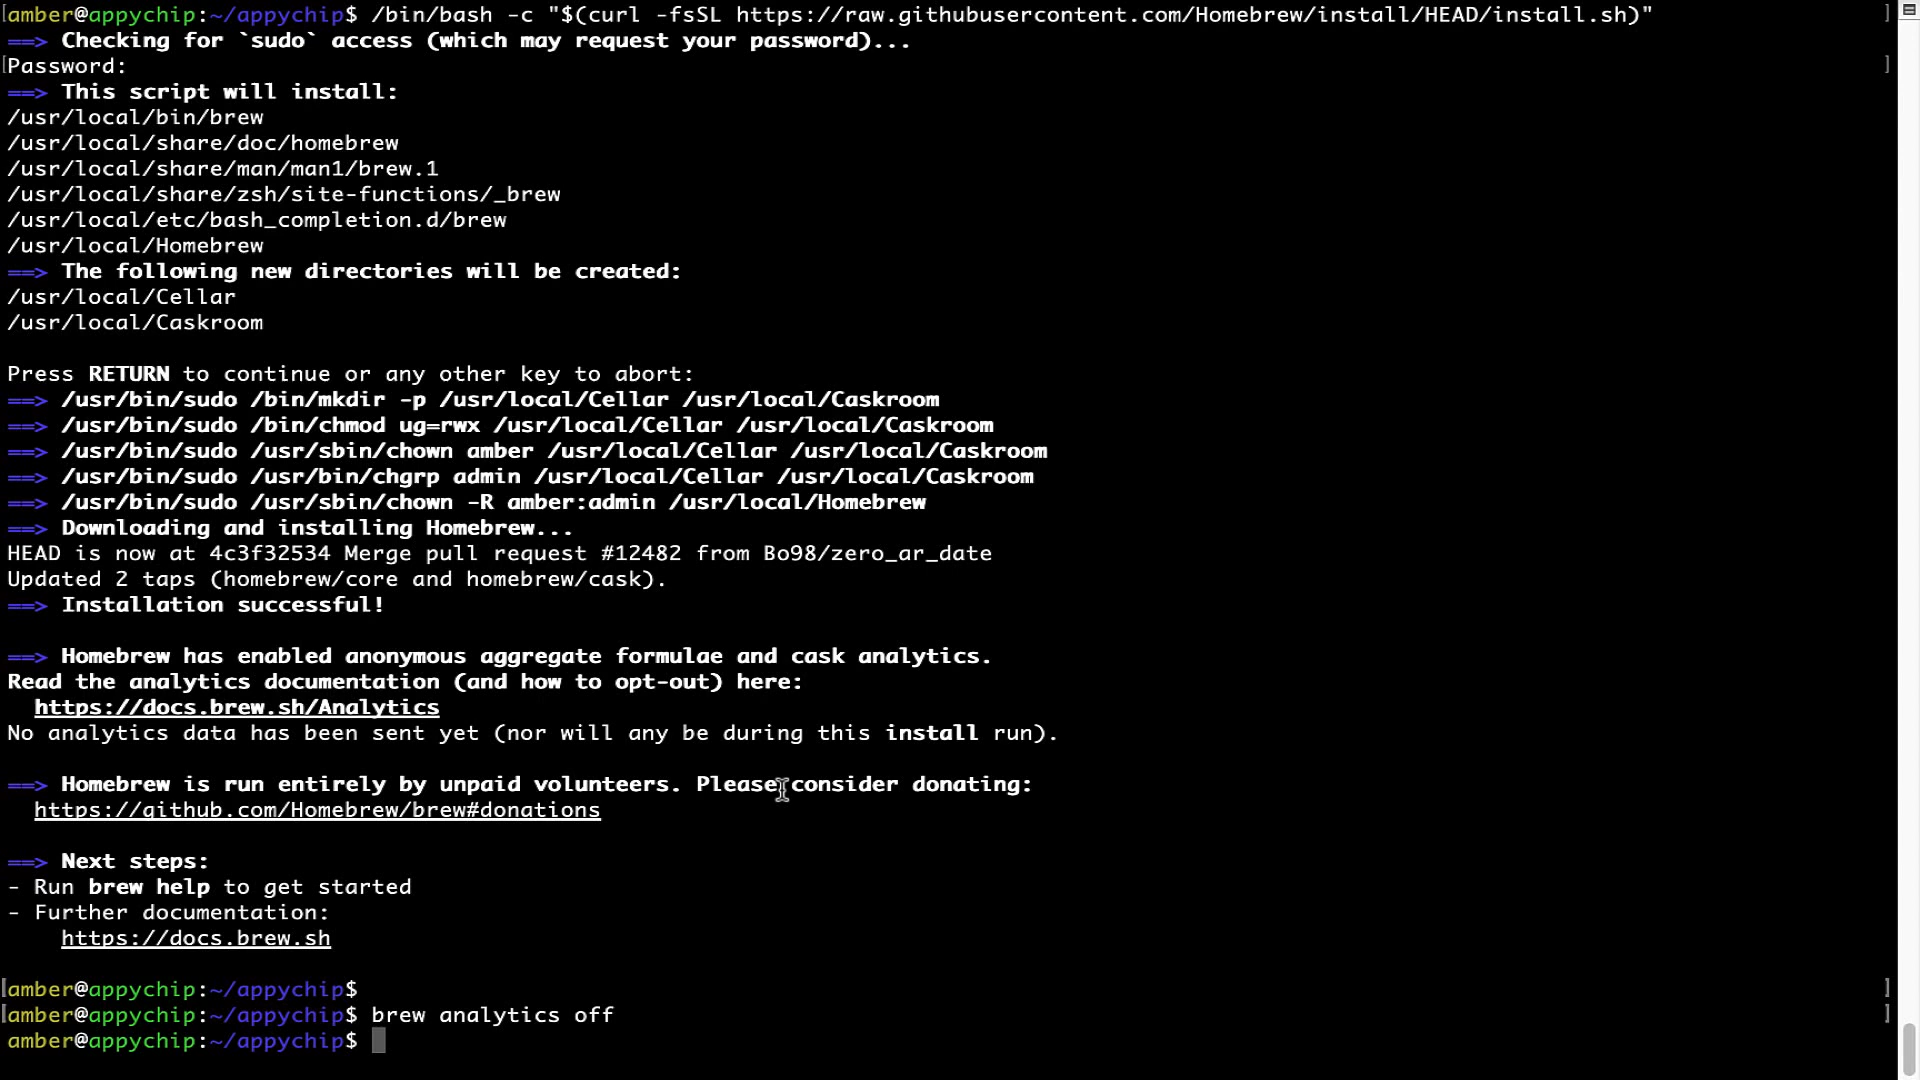 amber@appychip:~/appychip$ /bin/bash -c "$(curl -fsSL https://raw.githubusercontent.com/Homebrew/install/HEAD/install.sh)"
==> Checking for `sudo` access (which may request your password)...
Password:
==> This script will install:
/usr/local/bin/brew
/usr/local/share/doc/homebrew
/usr/local/share/man/man1/brew.1
/usr/local/share/zsh/site-functions/_brew
/usr/local/etc/bash_completion.d/brew
/usr/local/Homebrew
==> The following new directories will be created:
/usr/local/Cellar
/usr/local/Caskroom
Press RETURN to continue or any other key to abort:
==> /usr/bin/sudo /bin/mkdir -p /usr/local/Cellar /usr/local/Caskroom
==> /usr/bin/sudo /bin/chmod ug=rwx /usr/local/Cellar /usr/local/Caskroom
==> /usr/bin/sudo /usr/sbin/chown amber /usr/local/Cellar /usr/local/Caskroom
==> /usr/bin/sudo /usr/bin/chgrp admin /usr/local/Cellar /usr/local/Caskroom
==> /usr/bin/sudo /usr/sbin/chown -R amber:admin /usr/local/Homebrew
==> Downloading and installing Homebrew...
HEAD is now at 4c3f32534 Merge pull request #12482 from Bo98/zero_ar_date
Updated 2 taps (homebrew/core and homebrew/cask).
==> Installation successful!
==> Homebrew has enabled anonymous aggregate formulae and cask analytics.
Read the analytics documentation (and how to opt-out) here:
https://docs.brew.sh/Analytics
No analytics data has been sent yet (nor will any be during this install run).
==> Homebrew is run entirely by unpaid volunteers. Please consider donating:
https://github.com/Homebrew/brew#donations
==> Next steps:
- Run brew help to get started
- Further documentation:
https://docs.brew.sh
amber@appychip:~/appychip$
amber@appychip:~/appychip$ brew analytics off
amber@appychip:~/appychip$